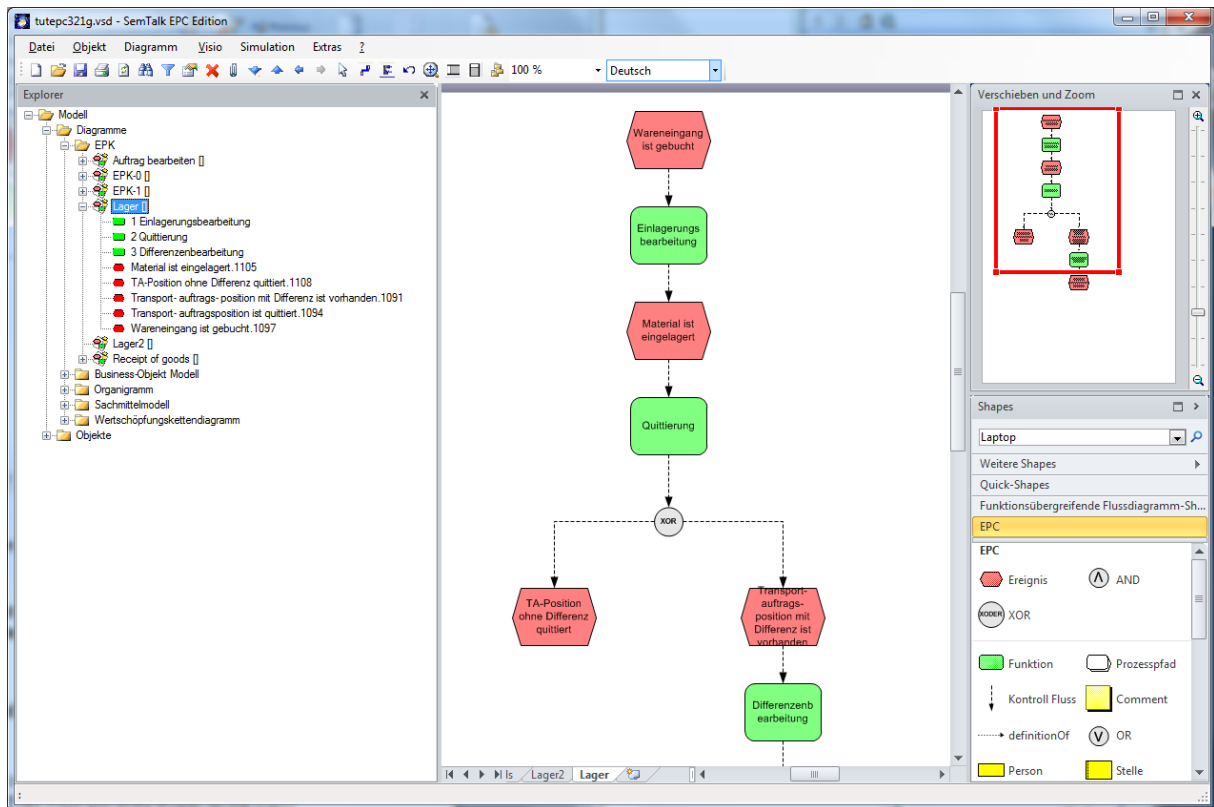 tutepc321g.vsd - SemTalk EPC Edition
Datei Objekt Diagramm Visio Simulation Extras ?
100 % Deutsch
Explorer
Modell
Diagramme
EPK
Auftrag bearbeiten []
EPK-0 []
EPK-1 []
Lager []
1 Einlagerungsbearbeitung
2 Quittierung
3 Differenzenbearbeitung
Material ist eingelagert.1105
TA-Position ohne Differenz quittiert.1108
Transport- auftrags- position mit Differenz ist vorhanden.1091
Transport- auftragsposition ist quittiert.1094
Wareneingang ist gebucht.1097
Lager2 []
Receipt of goods []
Business-Objekt Modell
Organigramm
Sachmittelmodell
Wertschöpfungskettendiagramm
Objekte
Wareneingang
ist gebucht
Einlagerungs
bearbeitung
Material ist
eingelagert
Quittierung
XOR
TA-Position
ohne Differenz
quittiert
Transport-
auftrags-
position mit
Differenz ist
vorhanden
Differenzenb
earbeitung
ls Lager2 Lager
Verschieben und Zoom
Shapes
Laptop
Weitere Shapes
Quick-Shapes
Funktionsübergreifende Flussdiagramm-Sh...
EPC
EPC
Ereignis AND
XODER XOR
Funktion Prozesspfad
Kontroll Fluss Comment
definitionOf OR
Person Stelle
: